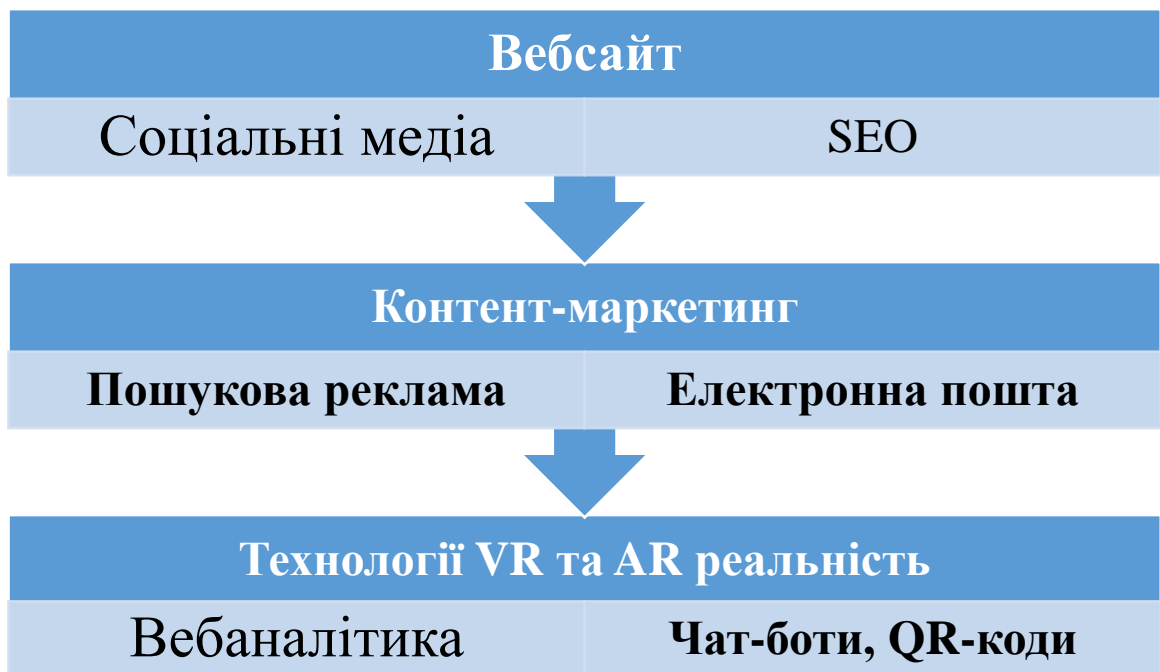 Вебсайт
Соціальні медіа
SEO
Контент-маркетинг
Пошукова реклама
Електронна пошта
Технології VR та AR реальність
Вебаналітика
Чат-боти, QR-коди